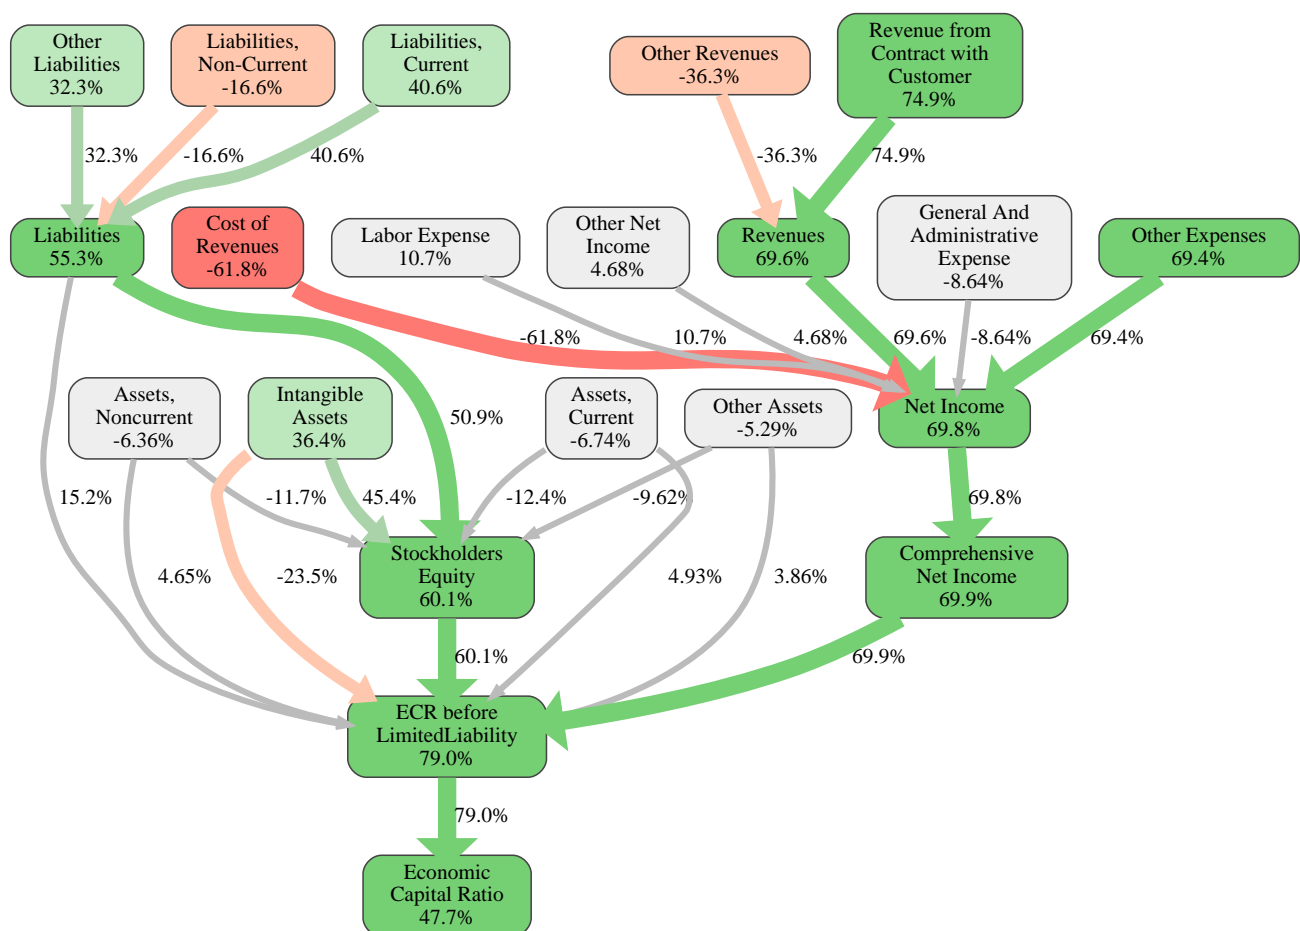 Other
Liabilities
32.3%
Liabilities,
Non-Current
-16.6%
Liabilities,
Current
40.6%
Other Revenues
-36.3%
Revenue from
Contract with
Customer
74.9%
32.3%
-16.6%
40.6%
-36.3%
74.9%
Liabilities
55.3%
Cost of
Revenues
-61.8%
Labor Expense
10.7%
Other Net
Income
4.68%
Revenues
69.6%
General And
Administrative
Expense
-8.64%
Other Expenses
69.4%
-61.8%
10.7%
4.68%
69.6%
-8.64%
69.4%
Assets,
Noncurrent
-6.36%
Intangible
Assets
36.4%
50.9%
Assets,
Current
-6.74%
Other Assets
-5.29%
Net Income
69.8%
15.2%
-11.7%
45.4%
-12.4%
-9.62%
69.8%
4.65%
-23.5%
Stockholders
Equity
60.1%
4.93%
3.86%
Comprehensive
Net Income
69.9%
60.1%
69.9%
ECR before
LimitedLiability
79.0%
79.0%
Economic
Capital Ratio
47.7%